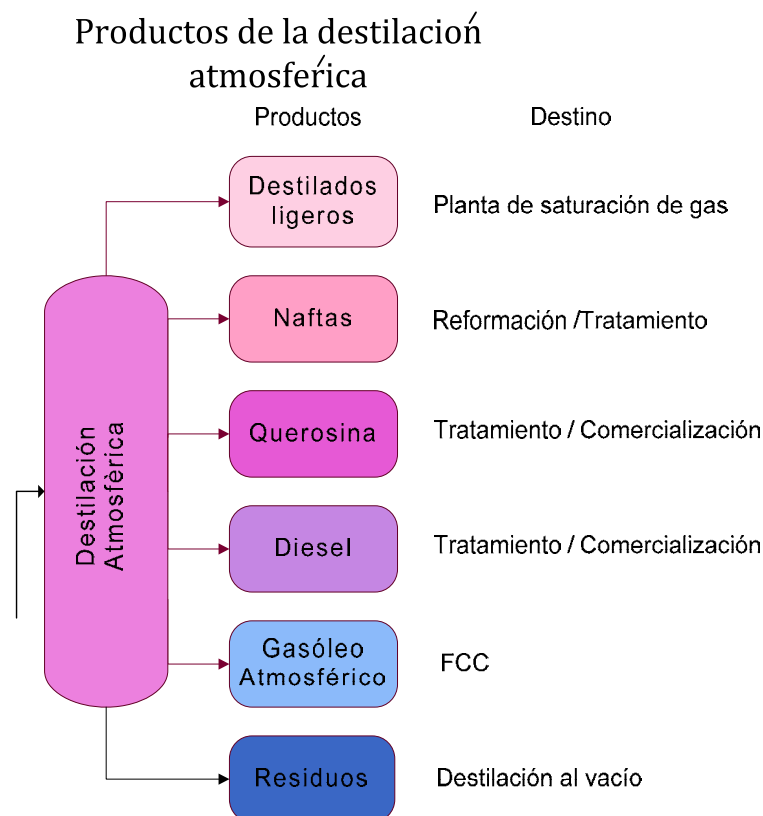 Productos de la destilación
atmosférica
Productos
Destino
Destilados
ligeros
Planta de saturación de gas
Naftas
Reformación /Tratamiento
Querosina
Tratamiento / Comercialización
Destilación
Atmosfèrica
Diesel
Tratamiento / Comercialización
Gasóleo
Atmosférico
FCC
Residuos
Destilación al vacío